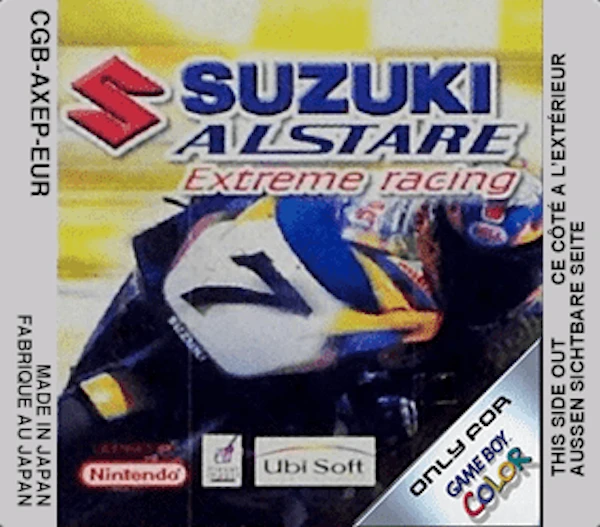 CGB-AXEP-EUR
SUZUKI
ALSTARE
Extreme racing
7
SUZUKI
MADE IN JAPAN
FABRIQUE AU JAPAN
Nintendo
Ubi Soft
ONLY FOR
GAME BOY
COLOR
THIS SIDE OUT
CE CÔTÉ A L'EXTÉRIEUR
AUSSEN SICHTBARE SEITE